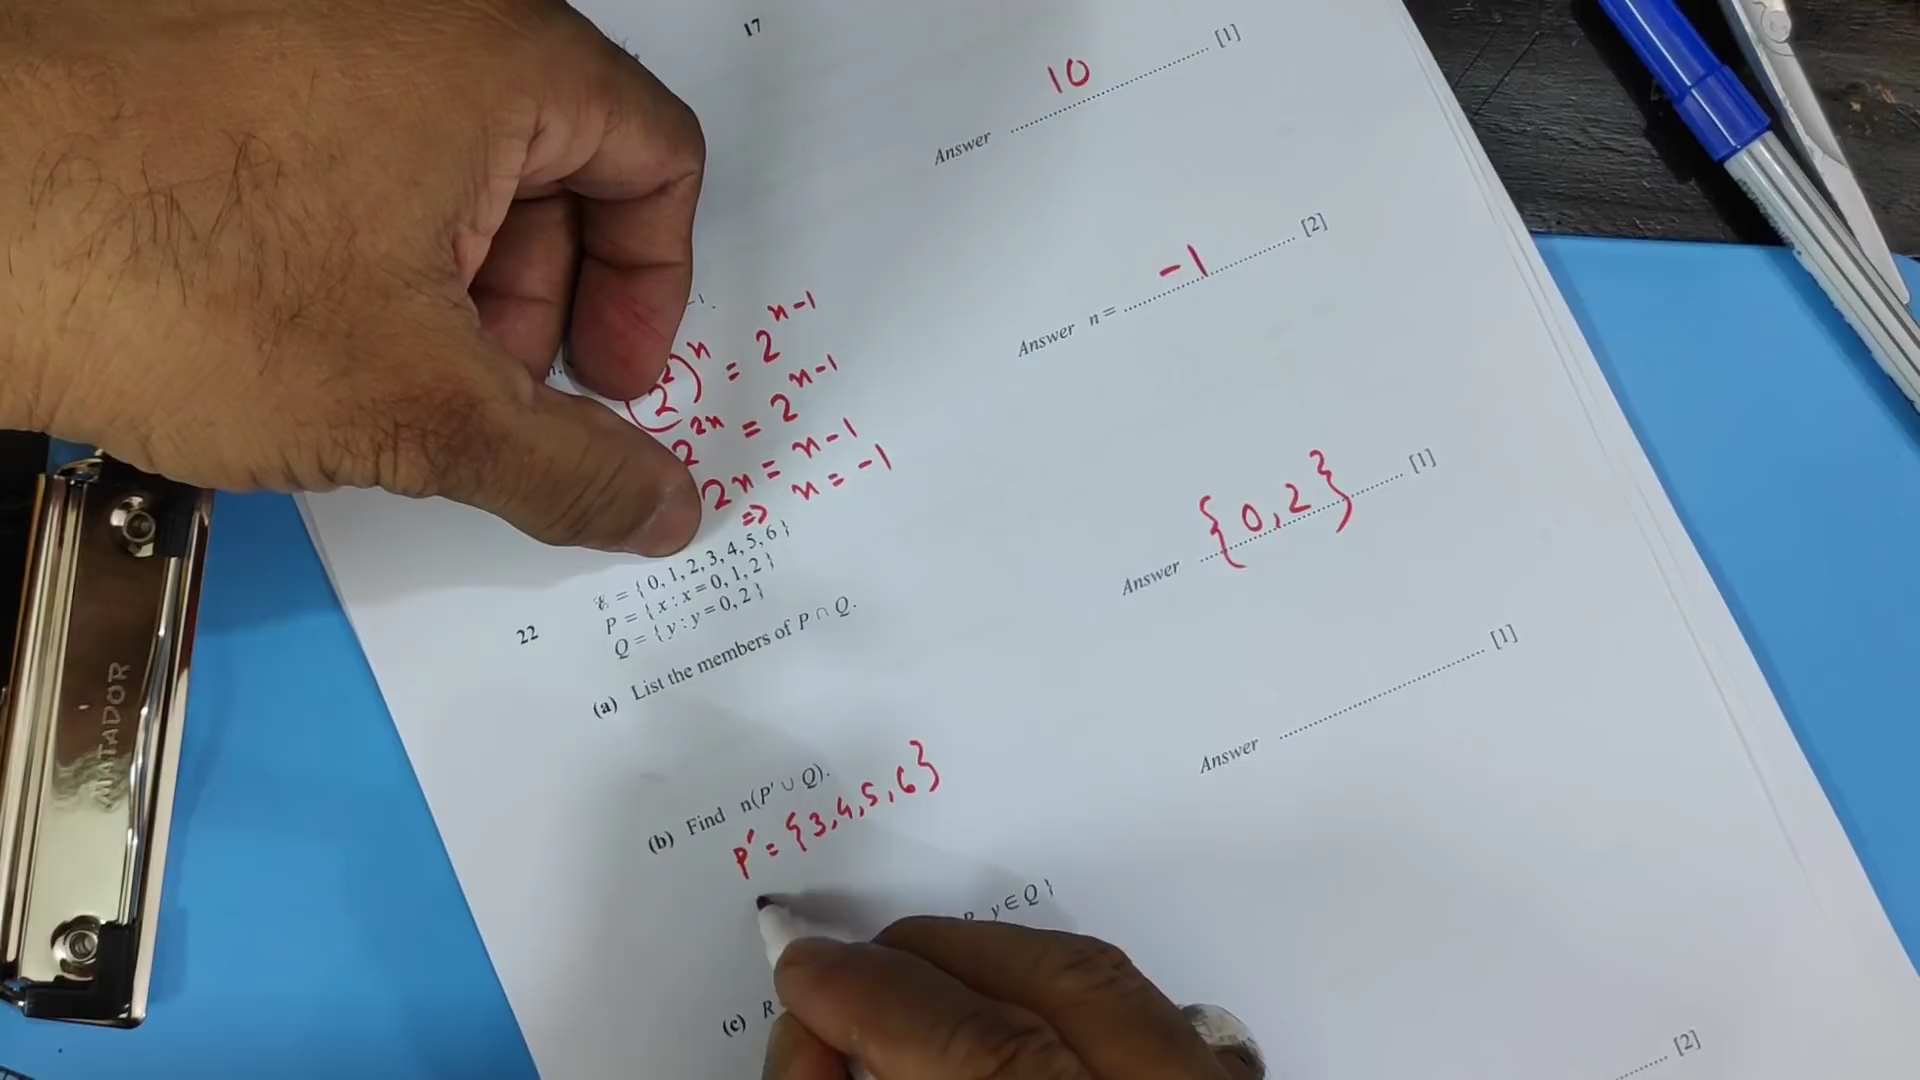 17
10
Answer .................... [1]
(2²)ⁿ = 2ⁿ⁻¹
2²ⁿ = 2ⁿ⁻¹
2n = n-1
=> n = -1
Answer n = -1 .................... [2]
22 ℰ = {0, 1, 2, 3, 4, 5, 6}
P = {x : x = 0, 1, 2}
Q = {y : y = 0, 2}
(a) List the members of P ∩ Q.
Answer {0, 2} .................... [1]
(b) Find n(P′ ∪ Q).
P′ = {3, 4, 5, 6}
Answer .................... [1]
y ∈ Q}
(c) R
[2]
MATADOR